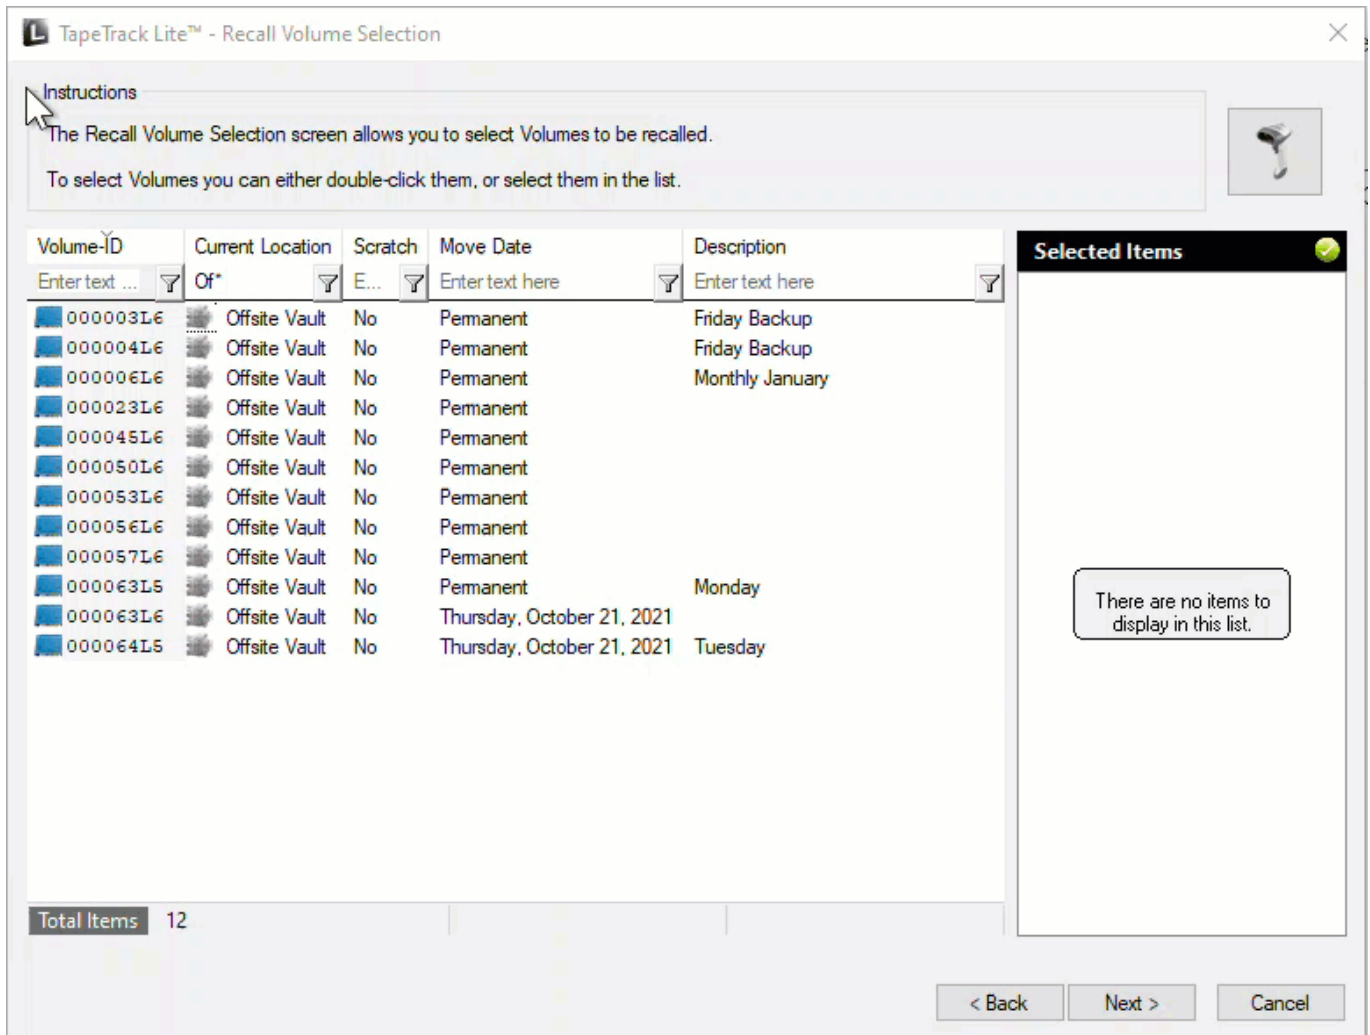 L TapeTrack Lite™ - Recall Volume Selection
Instructions
The Recall Volume Selection screen allows you to select Volumes to be recalled.
To select Volumes you can either double-click them, or select them in the list.
Volume-ID Current Location Scratch Move Date Description
Enter text ... Of* E... Enter text here Enter text here
000003L6 Offsite Vault No Permanent Friday Backup
000004L6 Offsite Vault No Permanent Friday Backup
000006L6 Offsite Vault No Permanent Monthly January
000023L6 Offsite Vault No Permanent
000045L6 Offsite Vault No Permanent
000050L6 Offsite Vault No Permanent
000053L6 Offsite Vault No Permanent
000056L6 Offsite Vault No Permanent
000057L6 Offsite Vault No Permanent
000063L5 Offsite Vault No Permanent Monday
000063L6 Offsite Vault No Thursday, October 21, 2021
000064L5 Offsite Vault No Thursday, October 21, 2021 Tuesday
Total Items 12
Selected Items
There are no items to
display in this list.
< Back Next > Cancel